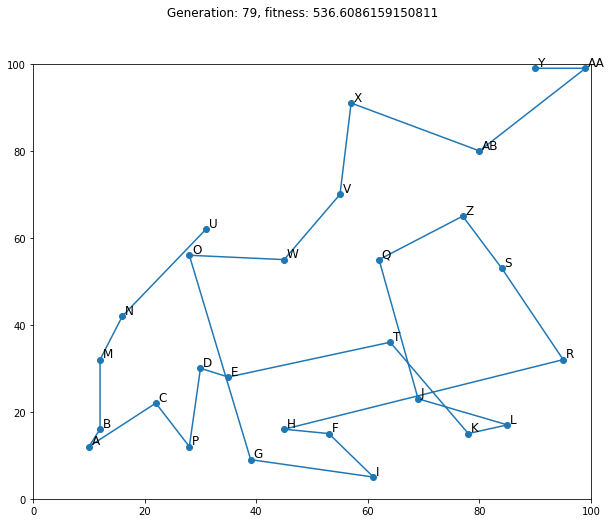 Generation: 79, fitness: 536.6086159150811
100
Y
AA
X
AB
80
V
Z
U
60
O
W
Q
S
N
40
T
M
R
D
E
C
J
20
B
L
H
F
K
A
P
G
I
0
0
20
40
60
80
100